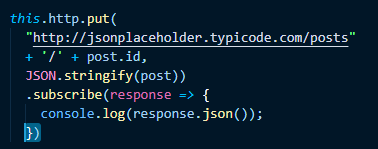 this.http.put(
"http://jsonplaceholder.typicode.com/posts"
+ '/' + post.id,
JSON.stringify(post))
.subscribe(response => {
console.log(response.json());
})